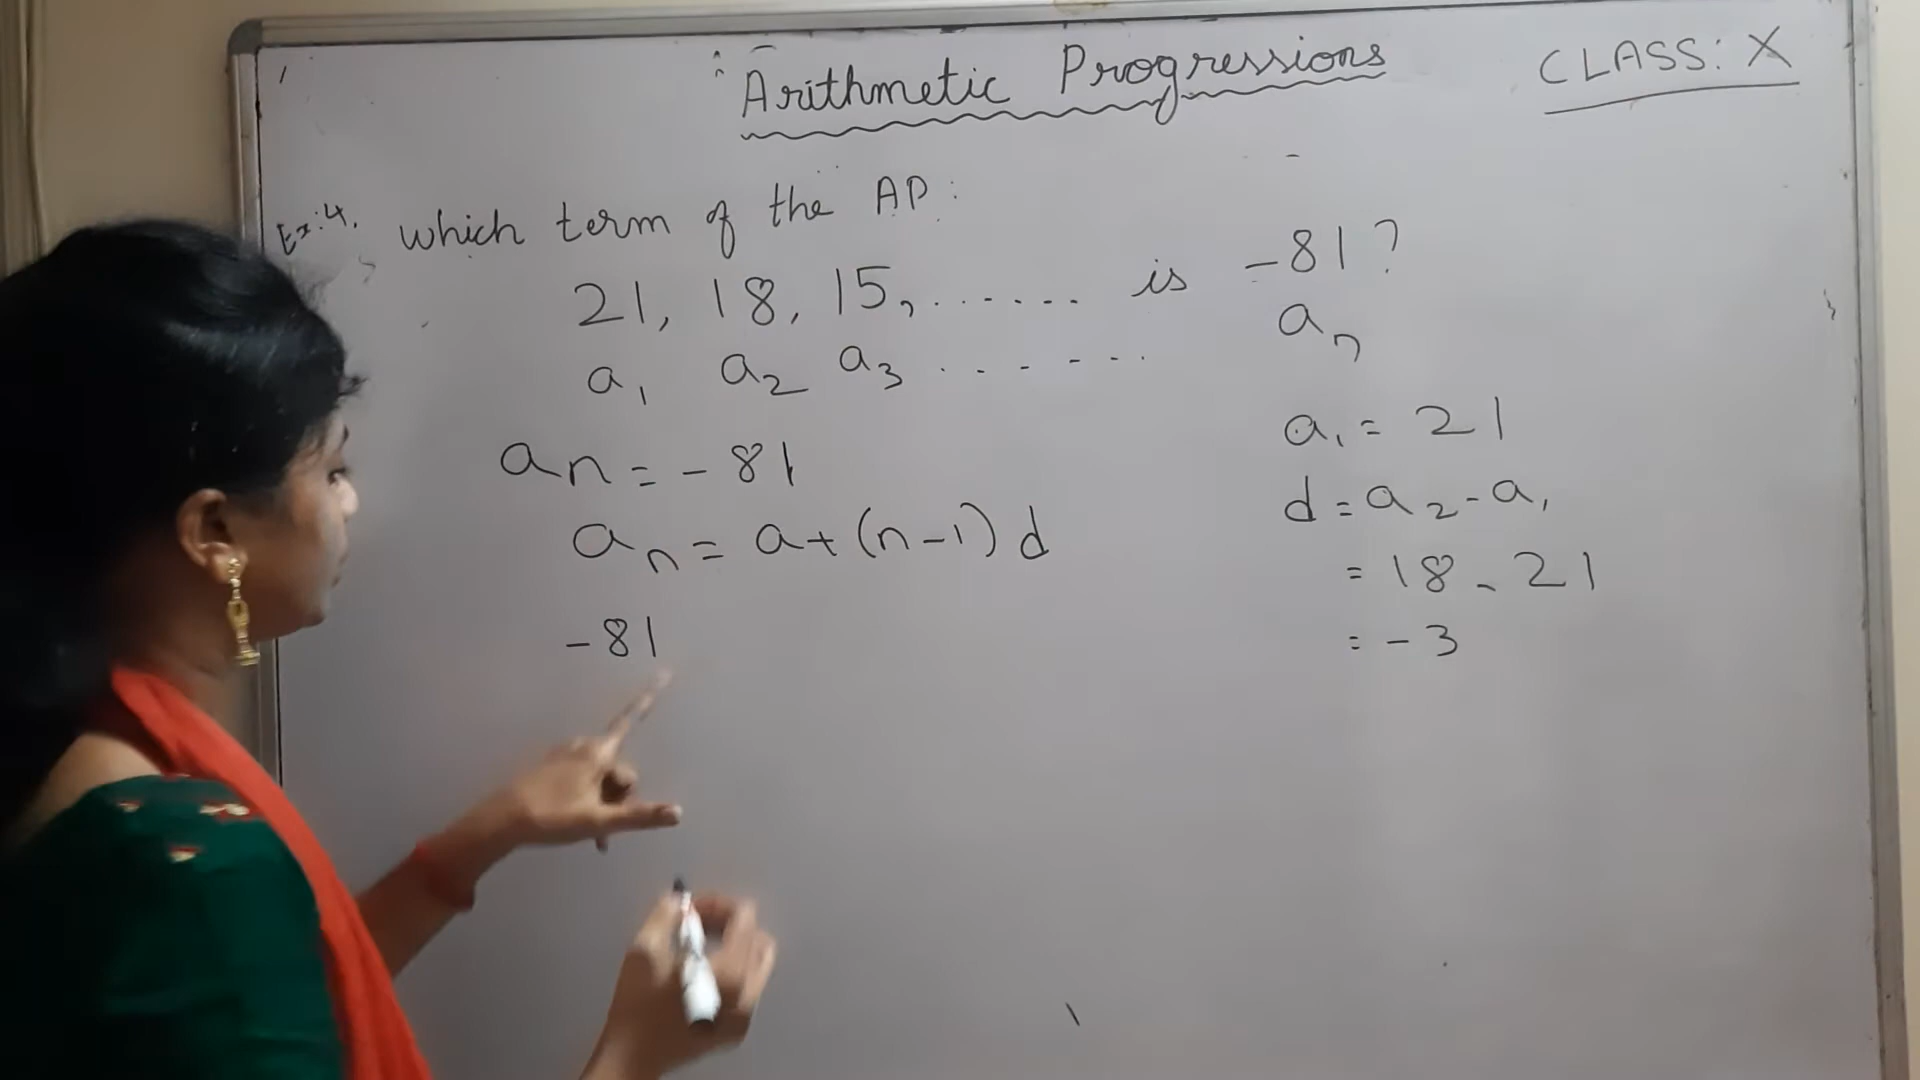 Arithmetic Progressions
CLASS: X
Ex:4. which term of the AP:
21, 18, 15, ...... is -81?
a₁ a₂ a₃ ...... aₙ
aₙ = -81
aₙ = a+(n-1)d
-81
a₁ = 21
d = a₂-a₁
= 18-21
= -3